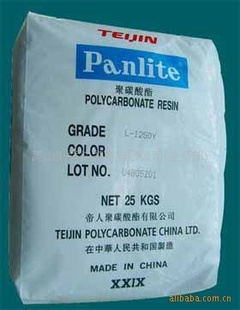 TEIJIN
Panlite
聚碳酸酯
POLYCARBONATE RESIN
GRADE L-1250Y
COLOR
LOT NO. U4805201
NET 25 KGS
帝人聚碳酸酯有限公司
TEIJIN POLYCARBONATE CHINA LTD.
在中華人民共和国製造
MADE IN CHINA
XXIX
alibaba.com.cn